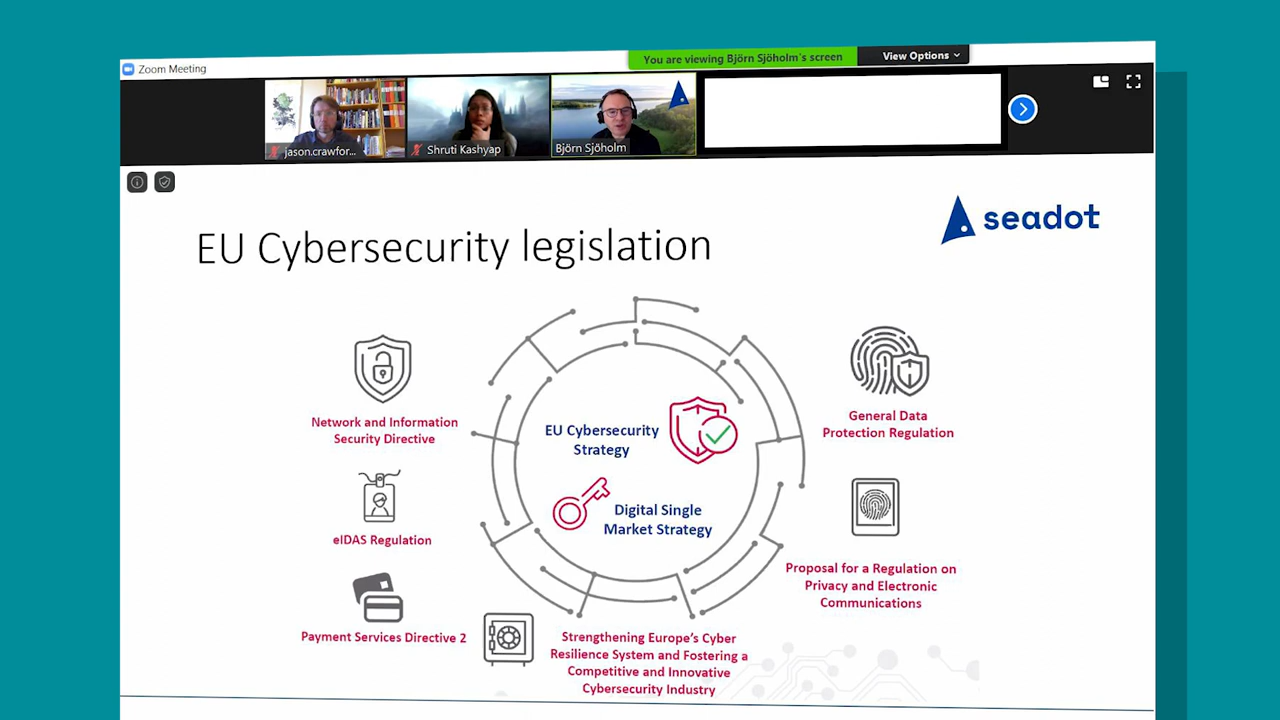 Zoom Meeting
You are viewing Björn Sjöholm's screen
View Options
jason.crawfor...
Shruti Kashyap
Björn Sjöholm
seadot
EU Cybersecurity legislation
Network and Information
Security Directive
eIDAS Regulation
Payment Services Directive 2
EU Cybersecurity
Strategy
Digital Single
Market Strategy
Strengthening Europe's Cyber
Resilience System and Fostering a
Competitive and Innovative
Cybersecurity Industry
General Data
Protection Regulation
Proposal for a Regulation on
Privacy and Electronic
Communications